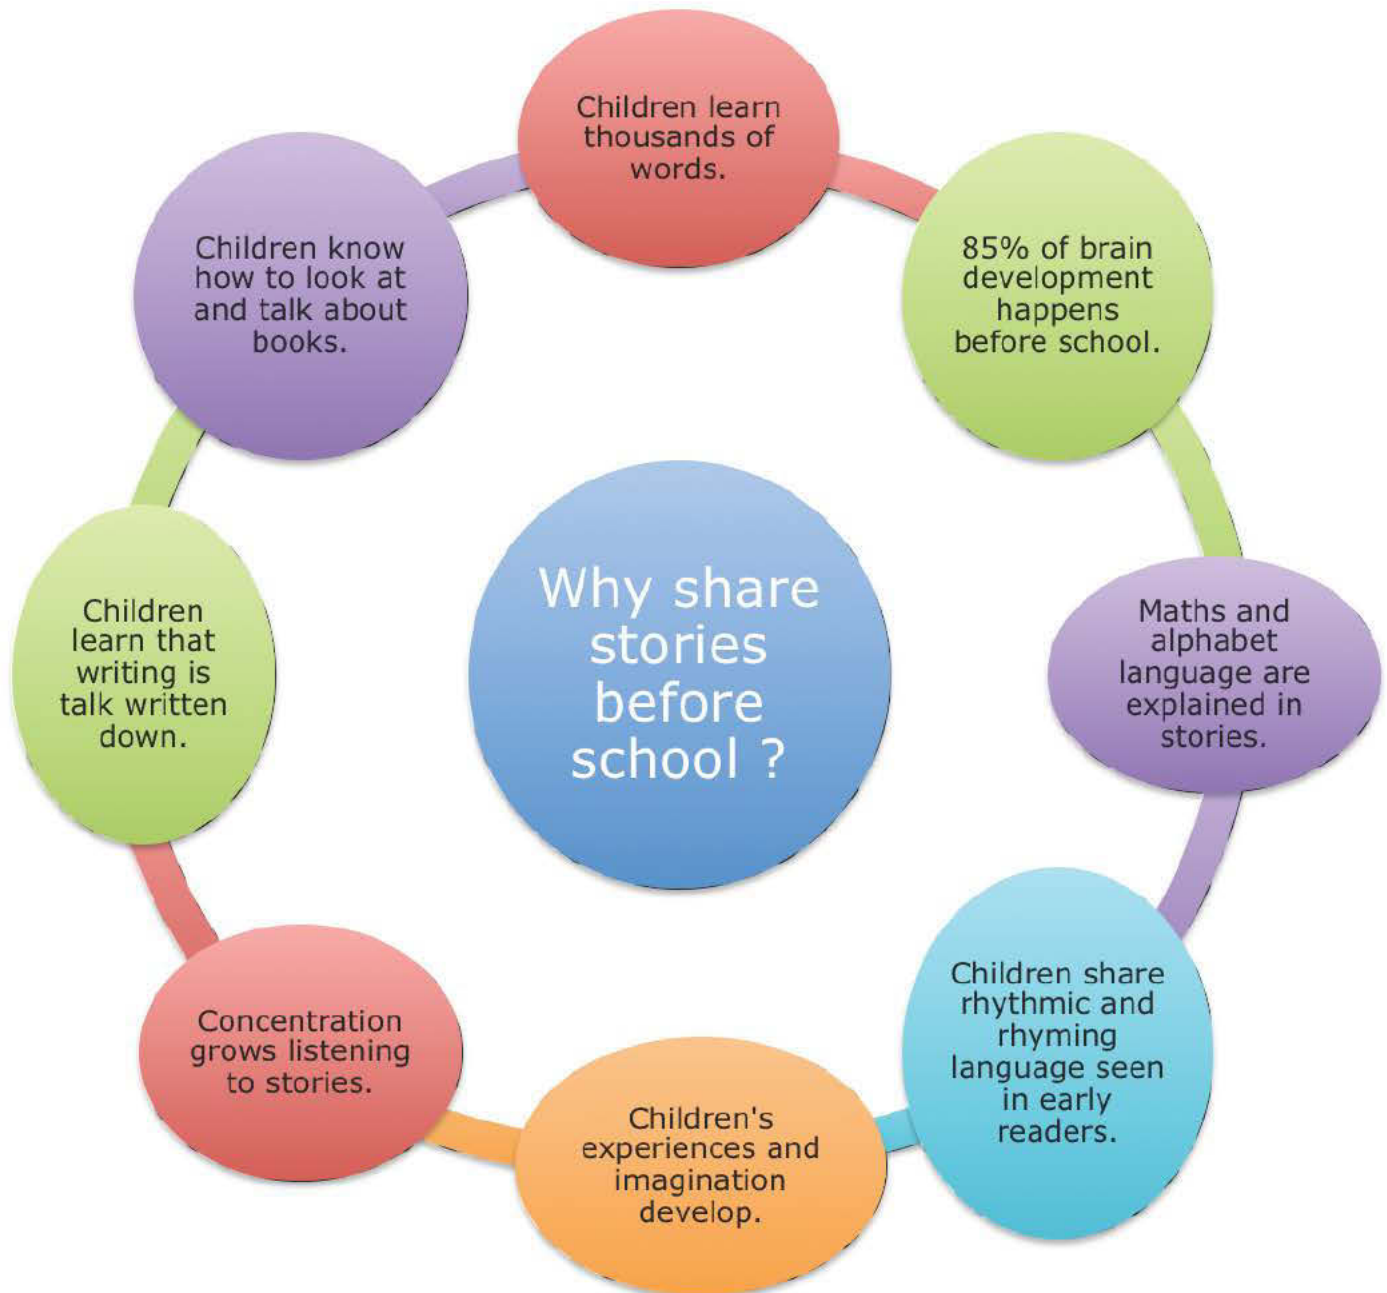 Children learn
thousands of
words.
85% of brain
development
happens
before school.
Maths and
alphabet
language are
explained in
stories.
Children share
rhythmic and
rhyming
language seen
in early
readers.
Children's
experiences and
imagination
develop.
Concentration
grows listening
to stories.
Children
learn that
writing is
talk written
down.
Children know
how to look at
and talk about
books.
Why share
stories
before
school ?